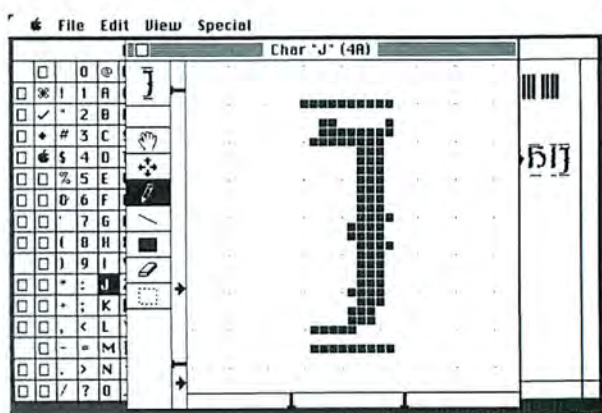 File Edit View Special
Char "J" (4A)
0 @
⌘ ! 1 A
✓ " 2 B
♦ # 3 C
$ 4 D
% 5 E
& 6 F
' 7 G
( 8 H
) 9 I
* : J
+ ; K
, < L
- = M
. > N
/ ? O
J